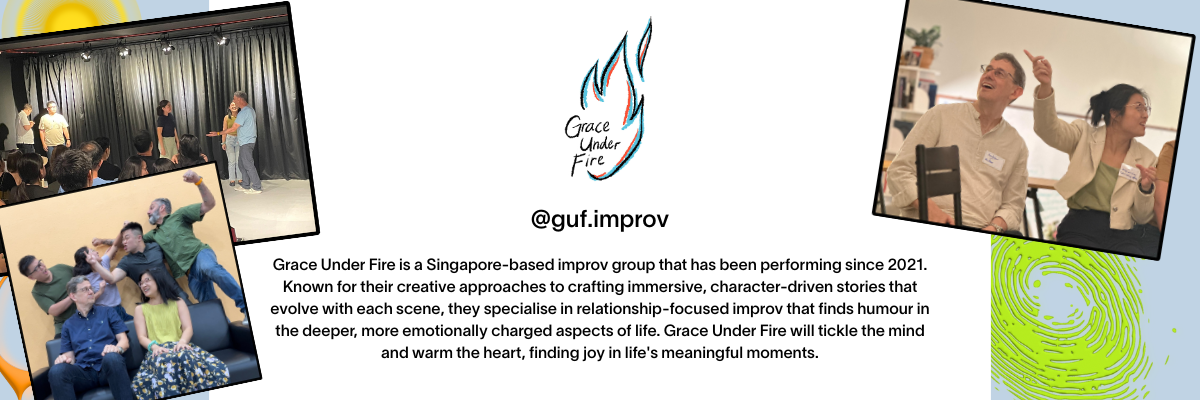 Grace
Under
Fire
@guf.improv
Grace Under Fire is a Singapore-based improv group that has been performing since 2021.
Known for their creative approaches to crafting immersive, character-driven stories that
evolve with each scene, they specialise in relationship-focused improv that finds humour in
the deeper, more emotionally charged aspects of life. Grace Under Fire will tickle the mind
and warm the heart, finding joy in life's meaningful moments.